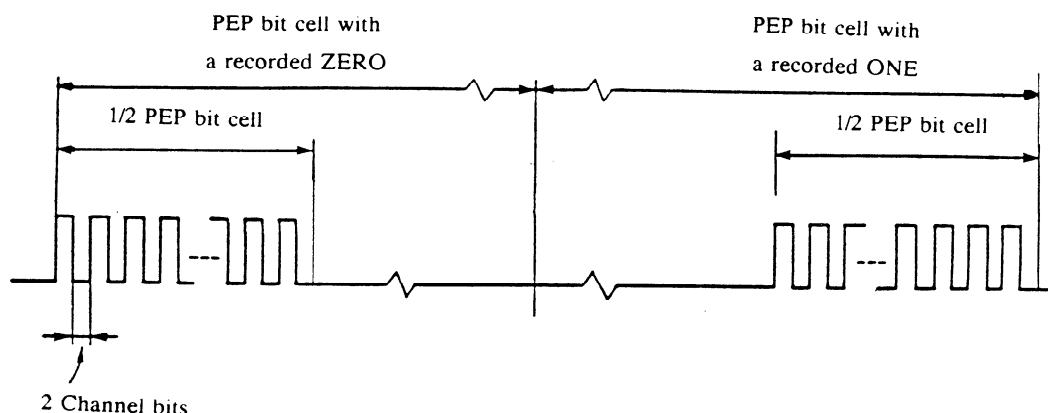 PEP bit cell with
a recorded ZERO
PEP bit cell with
a recorded ONE
1/2 PEP bit cell
1/2 PEP bit cell
2 Channel bits